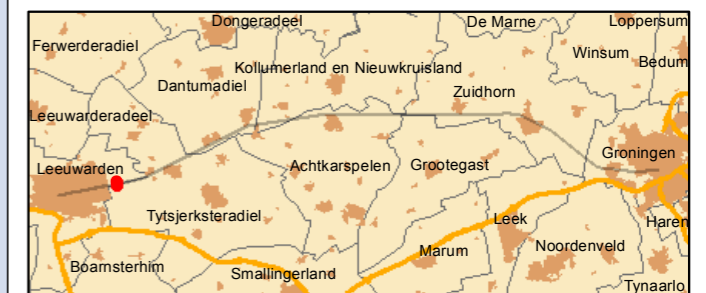 Dongeradeel
De Marne
Loppersum
Ferwerderadiel
Winsum
Bedum
Kollumerland en Nieuwkruisland
Dantumadiel
Zuidhorn
Leeuwarderadeel
Groningen
Leeuwarden
Achtkarspelen
Grootegast
Tytsjerksteradiel
Leek
Haren
Noordenveld
Marum
Boarnsterhim
Smallingerland
Tynaarlo